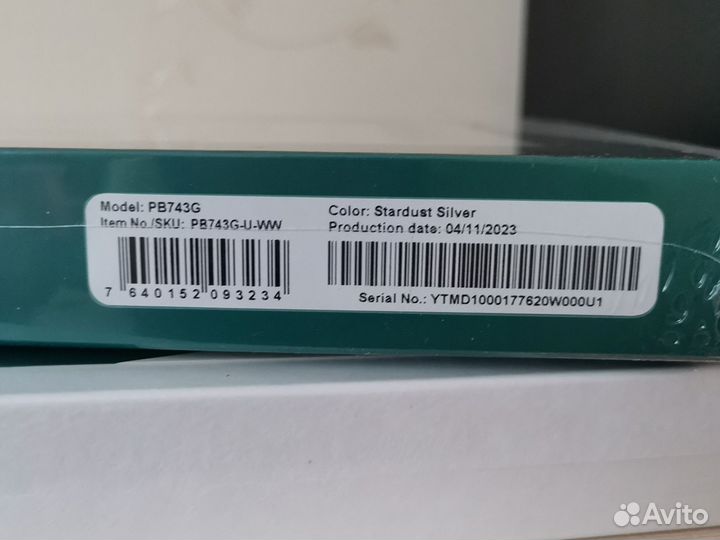 Model: PB743G
Item No./SKU: PB743G-U-WW
7 640152 093234
Color: Stardust Silver
Production date: 04/11/2023
Serial No.: YTMD1000177620W000U1
Avito